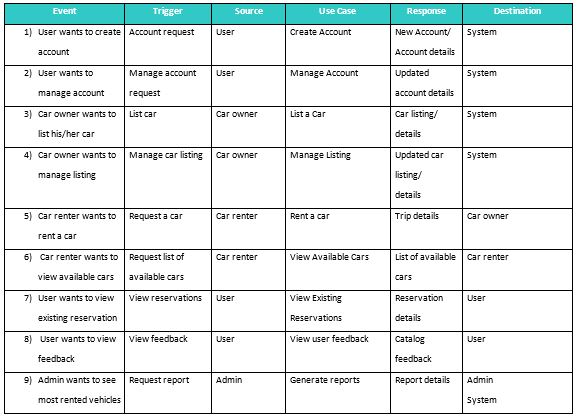 Event Trigger Source Use Case Response Destination
1) User wants to create Account request User Create Account New Account/ System
account Account details
2) User wants to Manage account User Manage Account Updated System
manage account request account details
3) Car owner wants to List car Car owner List a Car Car listing/ System
list his/her car details
4) Car owner wants to Manage car listing Car owner Manage Listing Updated car System
manage listing listing/
details
5) Car renter wants to Request a car Car renter Rent a car Trip details Car owner
rent a car
6) Car renter wants to Request list of Car renter View Available Cars List of available Car renter
view available cars available cars cars
7) User wants to view View reservations User View Existing Reservation User
existing reservation Reservations details
8) User wants to view View feedback User View user feedback Catalog User
feedback feedback
9) Admin wants to see Request report Admin Generate reports Report details Admin
most rented vehicles System